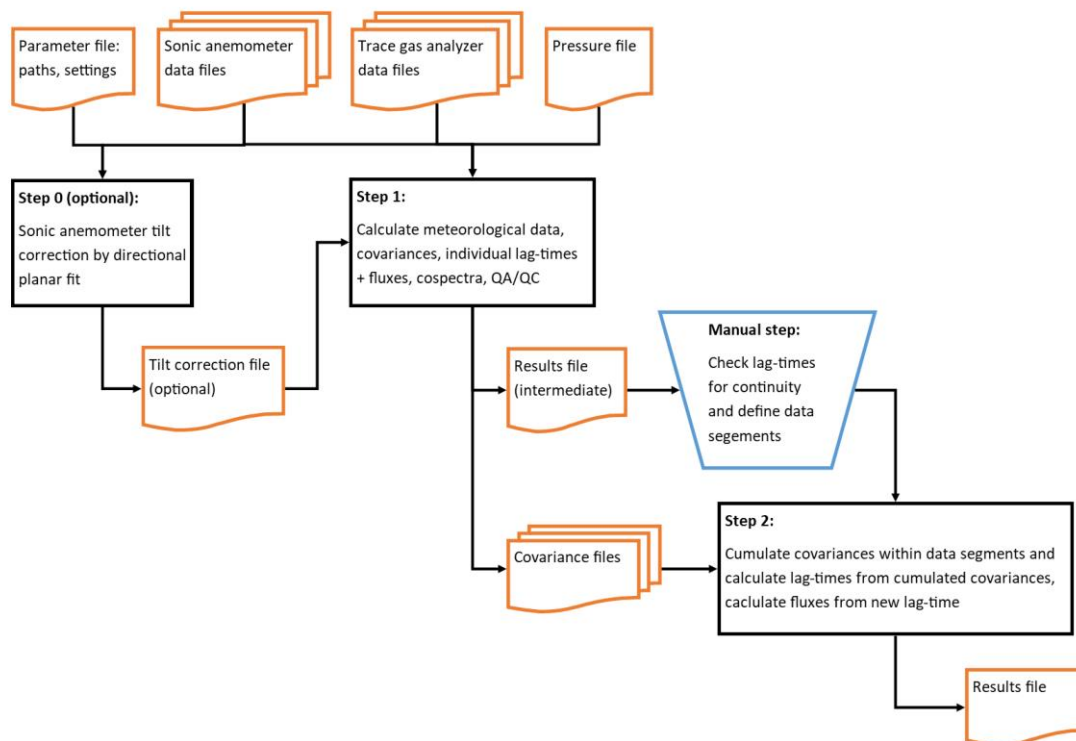 Parameter file:
paths, settings
Sonic anemometer
data files
Trace gas analyzer
data files
Pressure file
Step 0 (optional):
Sonic anemometer tilt
correction by directional
planar fit
Step 1:
Calculate meteorological data,
covariances, individual lag-times
+ fluxes, cospectra, QA/QC
Tilt correction file
(optional)
Results file
(intermediate)
Manual step:
Check lag-times
for continuity
and define data
segements
Covariance files
Step 2:
Cumulate covariances within data segments and
calculate lag-times from cumulated covariances,
caclulate fluxes from new lag-time
Results file